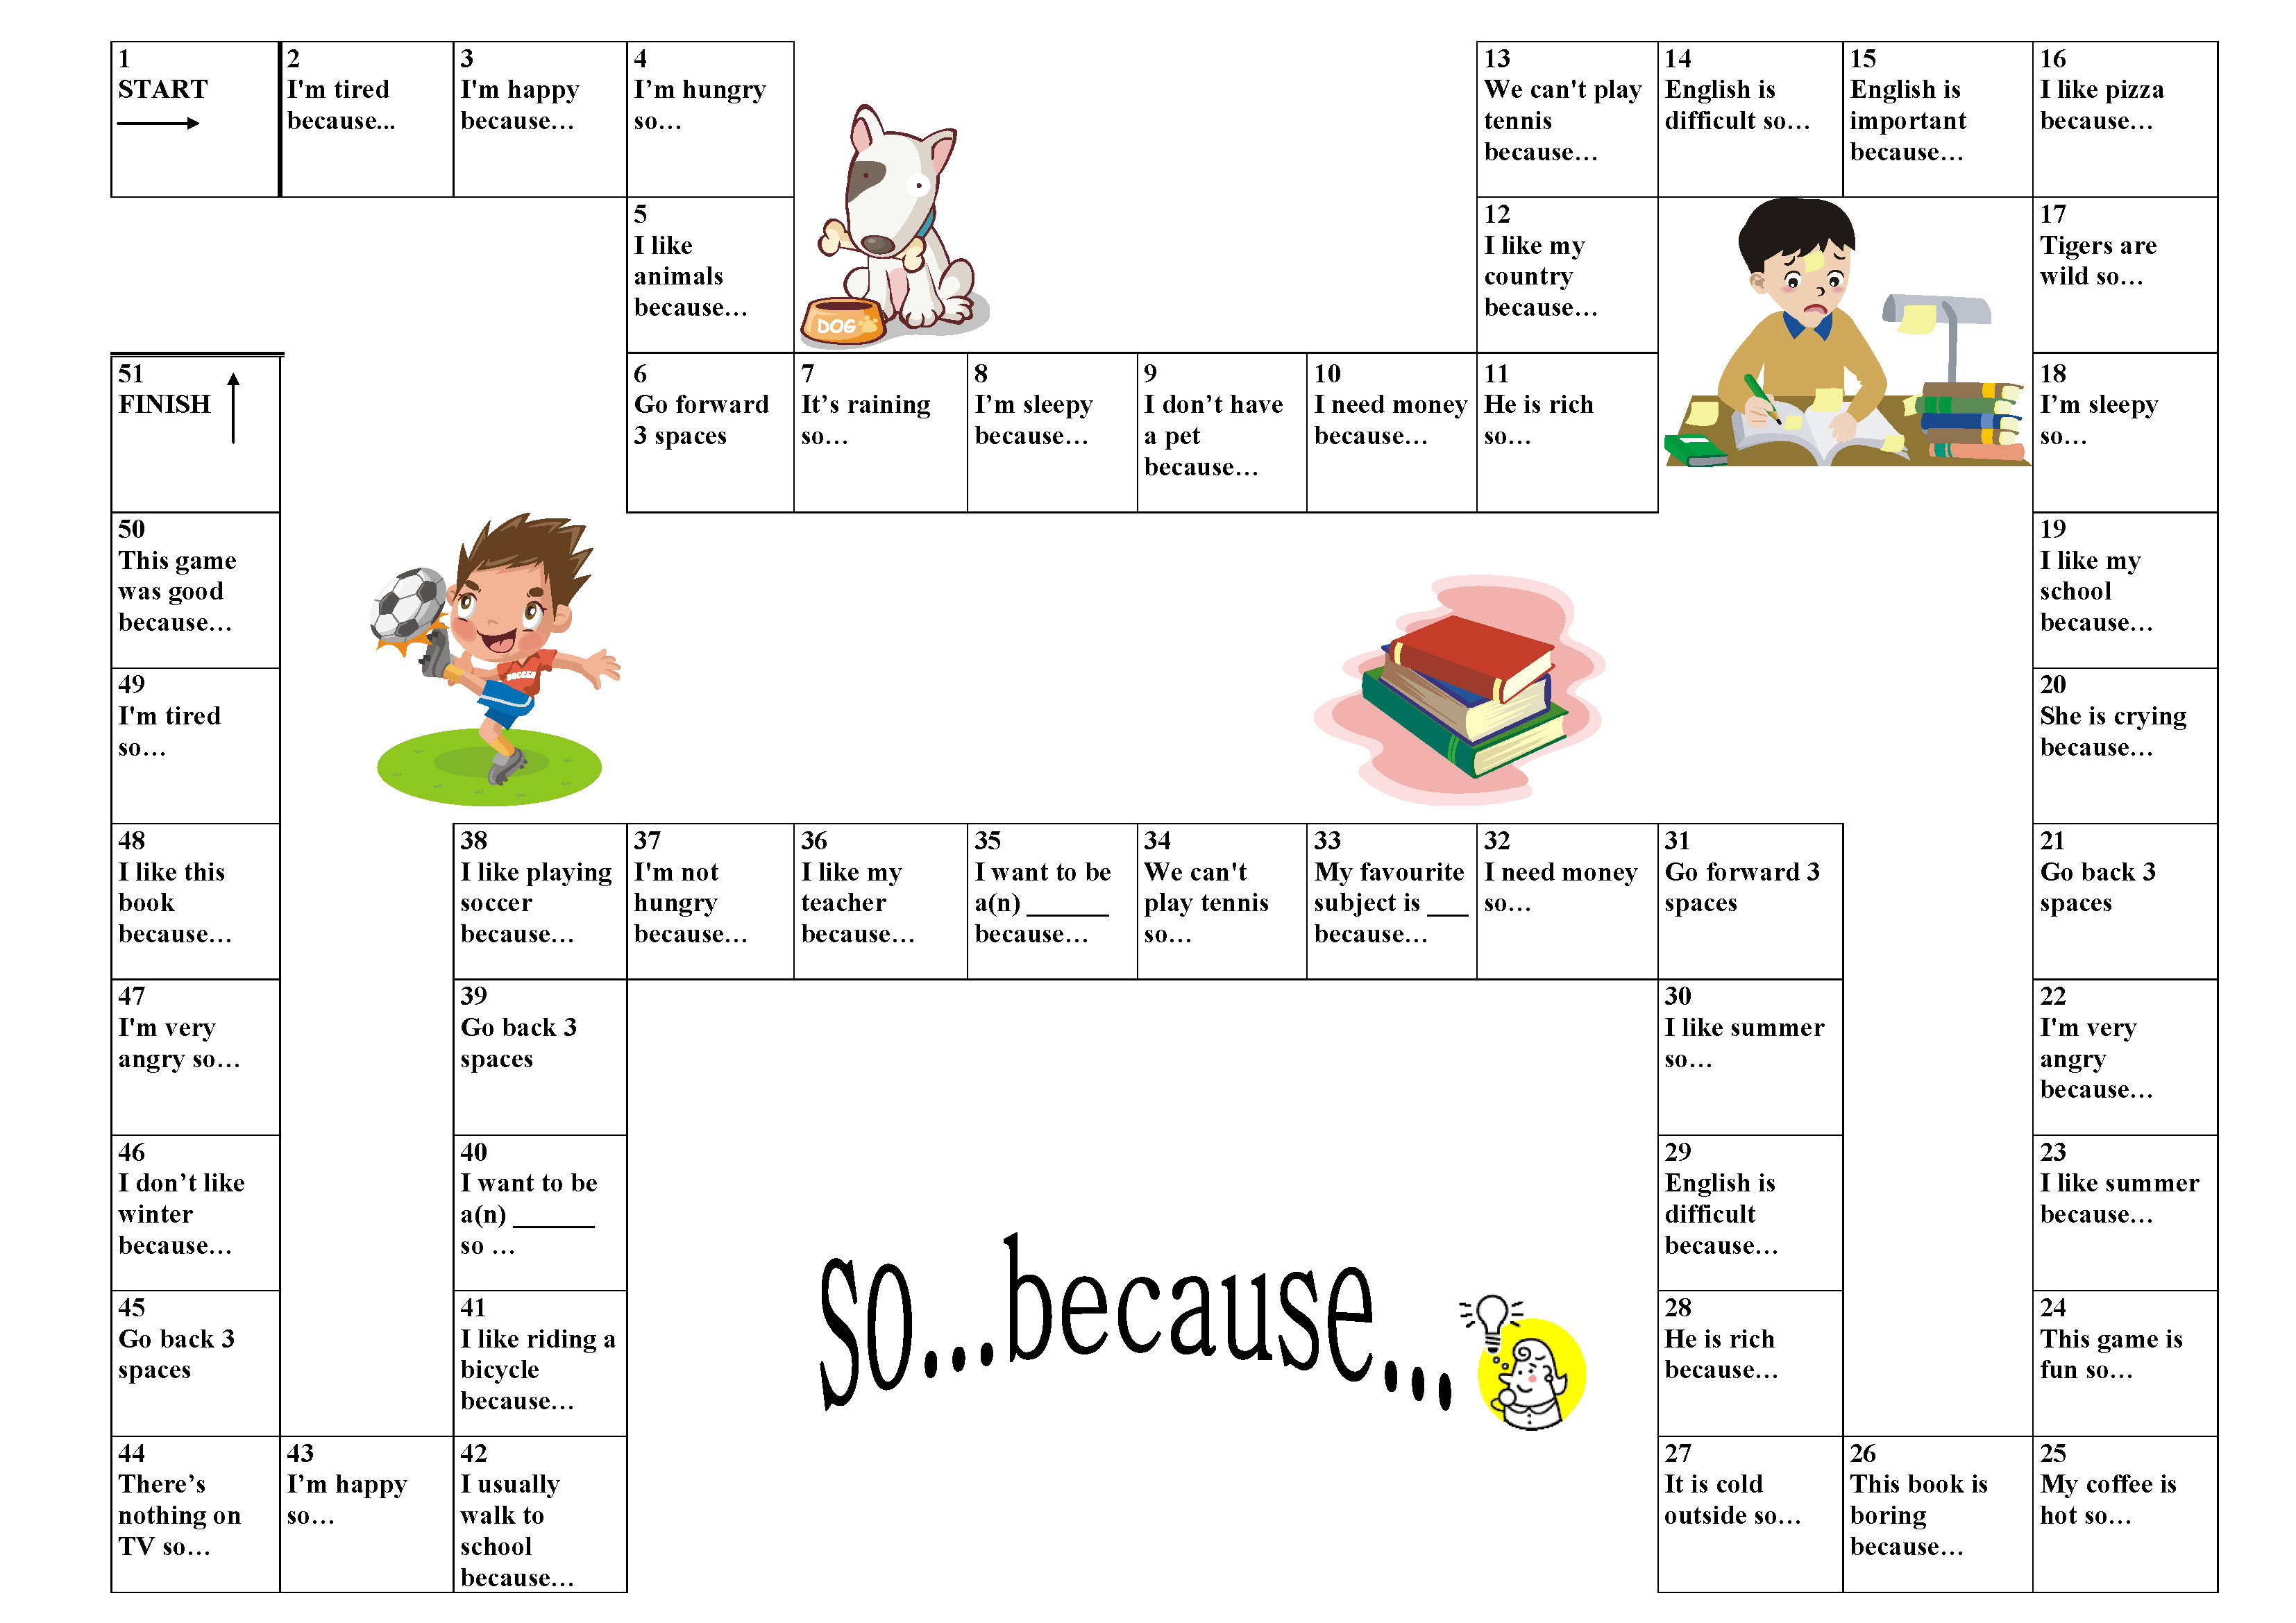 1
START
2
I'm tired
because...
3
I'm happy
because…
4
I’m hungry
so…
5
I like
animals
because…
DOG
6
Go forward
3 spaces
7
It’s raining
so…
8
I’m sleepy
because…
9
I don’t have
a pet
because…
10
I need money
because…
11
He is rich
so…
12
I like my
country
because…
13
We can't play
tennis
because…
14
English is
difficult so…
15
English is
important
because…
16
I like pizza
because…
17
Tigers are
wild so…
18
I’m sleepy
so…
19
I like my
school
because…
20
She is crying
because…
21
Go back 3
spaces
22
I'm very
angry
because…
23
I like summer
because…
24
This game is
fun so…
25
My coffee is
hot so…
26
This book is
boring
because…
27
It is cold
outside so…
28
He is rich
because…
29
English is
difficult
because…
30
I like summer
so…
31
Go forward 3
spaces
32
I need money
so…
33
My favourite
subject is ___
because…
34
We can't
play tennis
so…
35
I want to be
a(n) ______
because…
36
I like my
teacher
because…
37
I'm not
hungry
because…
38
I like playing
soccer
because…
39
Go back 3
spaces
40
I want to be
a(n) ______
so …
41
I like riding a
bicycle
because…
42
I usually
walk to
school
because…
43
I’m happy
so…
44
There’s
nothing on
TV so…
45
Go back 3
spaces
46
I don’t like
winter
because…
47
I'm very
angry so…
48
I like this
book
because…
49
I'm tired
so…
50
This game
was good
because…
51
FINISH
SOCCER
so...because...